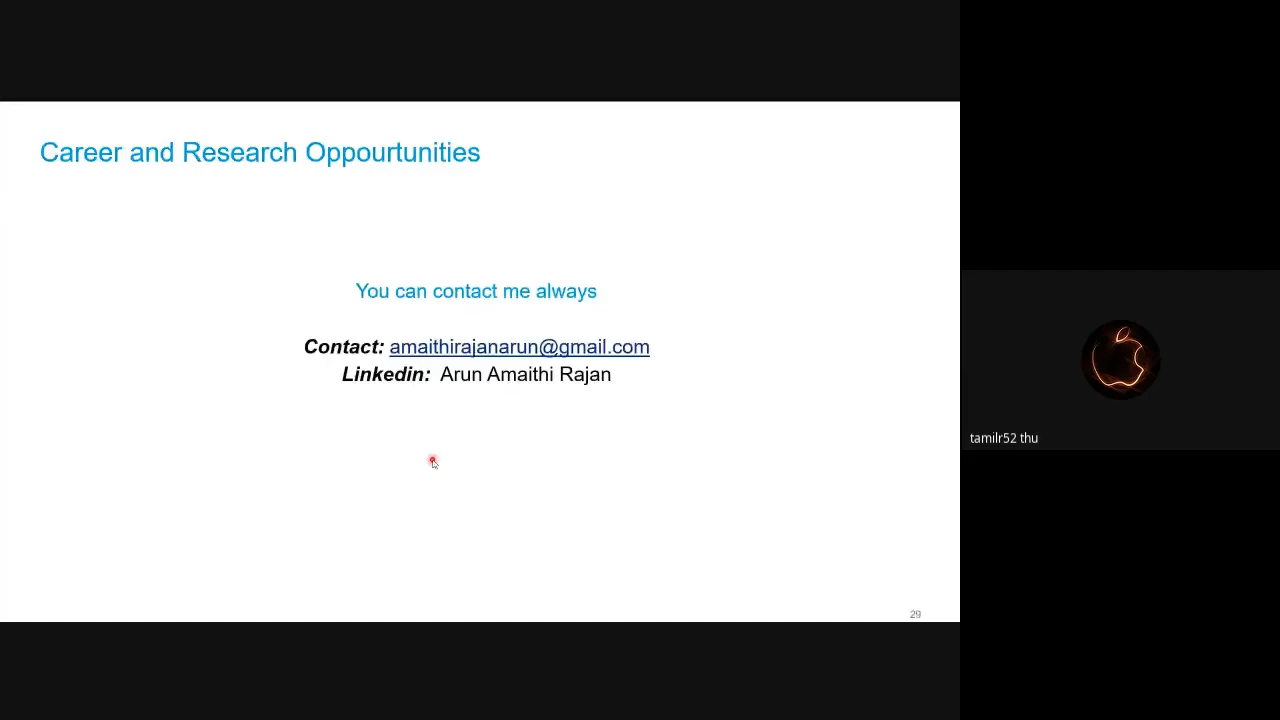 Career and Research Oppourtunities
You can contact me always
Contact: amaithirajanarun@gmail.com
Linkedin: Arun Amaithi Rajan
tamilr52 thu
29